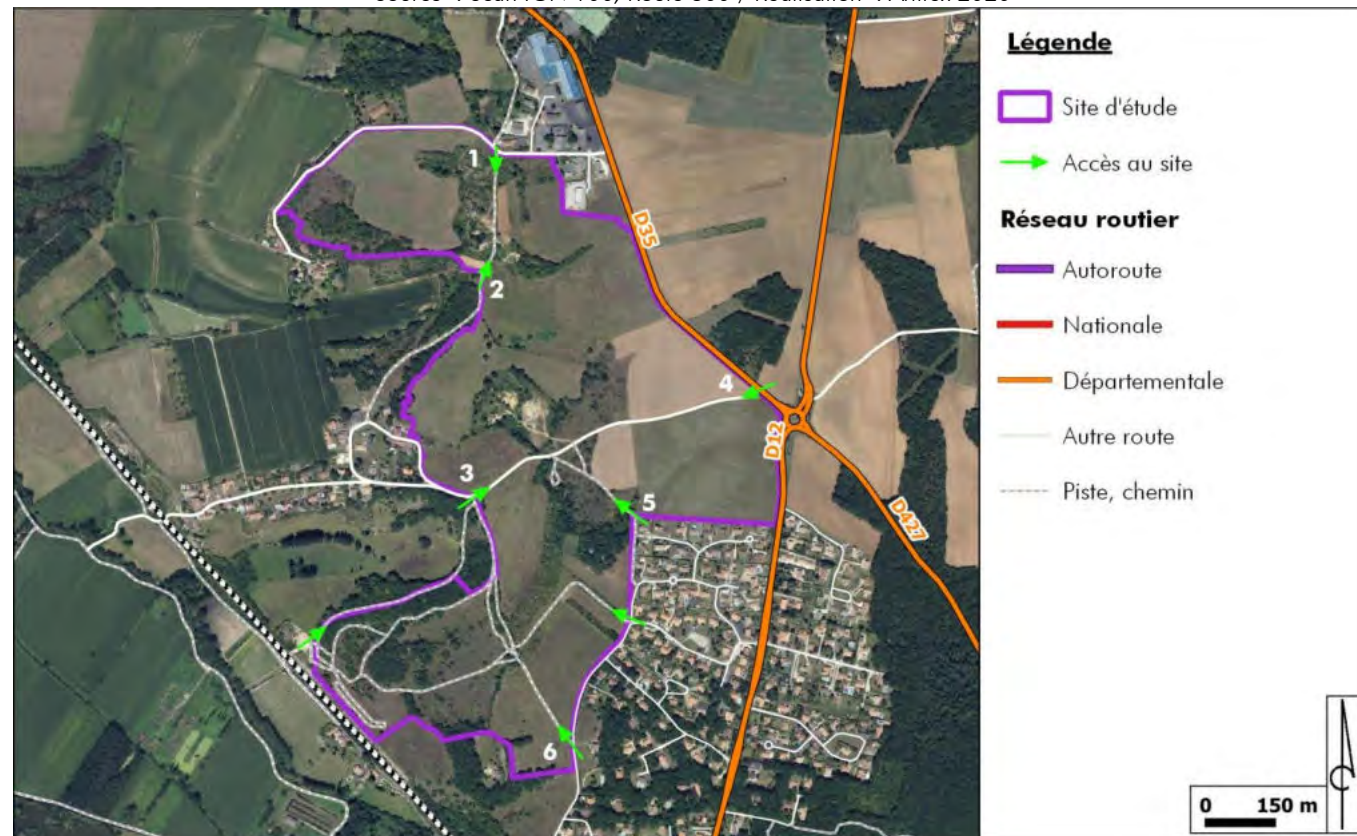 Légende
Site d'étude
Accès au site
Réseau routier
Autoroute
Nationale
Départementale
Autre route
Piste, chemin
1
2
3
4
5
6
D35
D12
D427
0 150 m